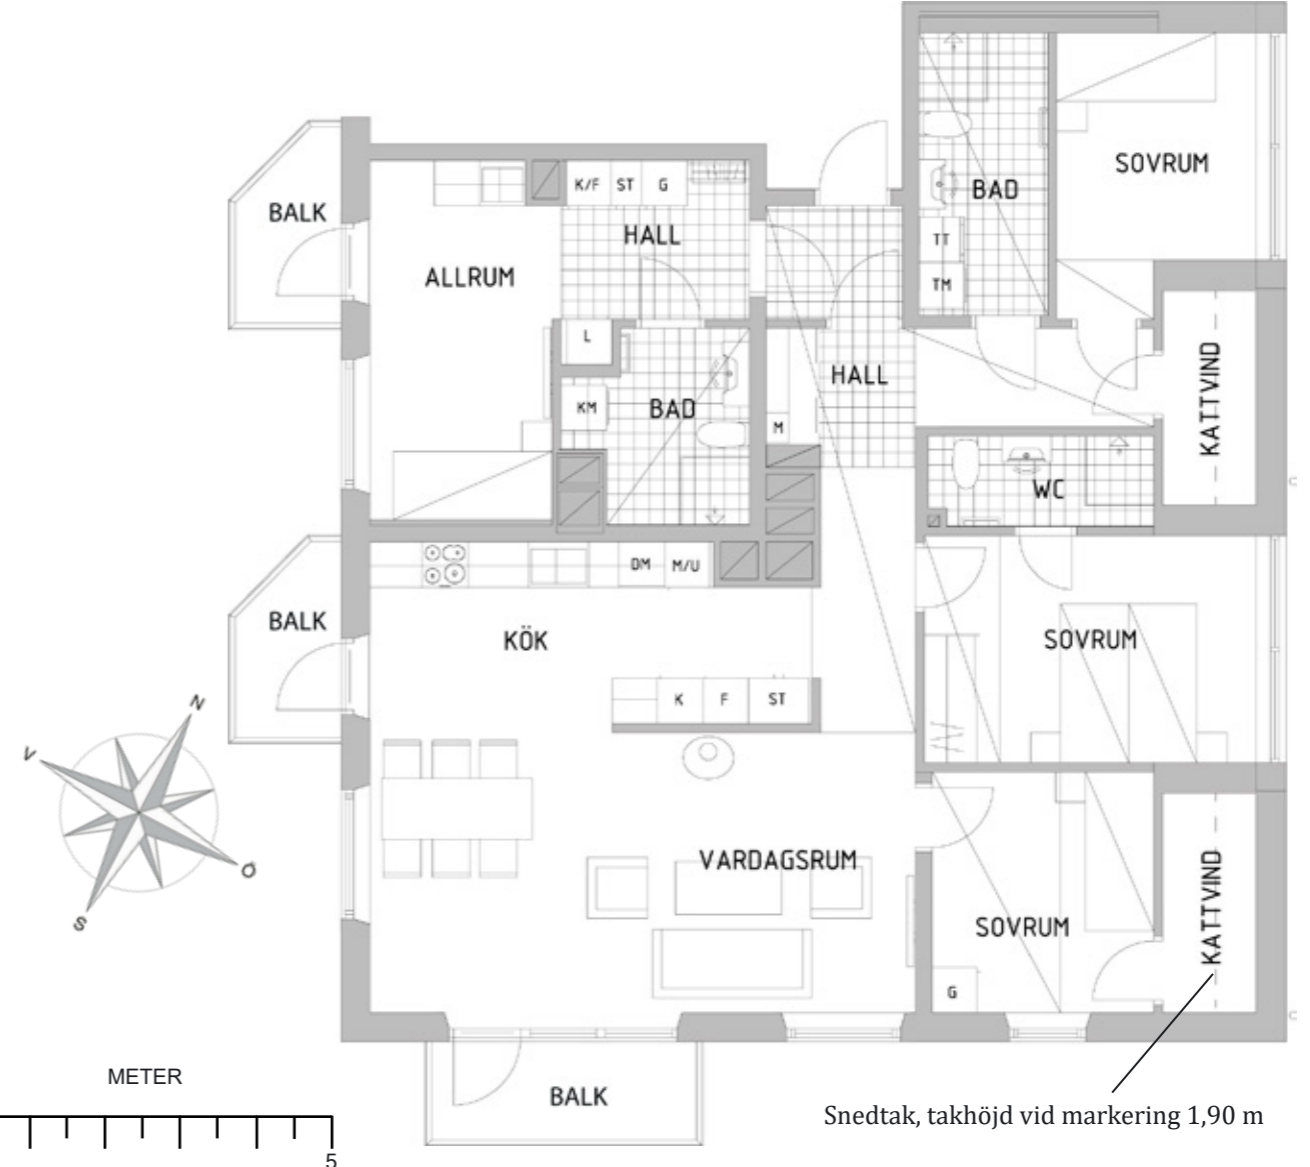 SOVRUM
BAD
BALK
K/F ST G
HALL
TT
ALLRUM
TM
L
HALL
KATTVIND
KM
BAD
M
WC
DM M/U
BALK
KÖK
SOVRUM
K F ST
N
V
Ö
S
VARDAGSRUM
SOVRUM
KATTVIND
G
METER
BALK
Snedtak, takhöjd vid markering 1,90 m
5